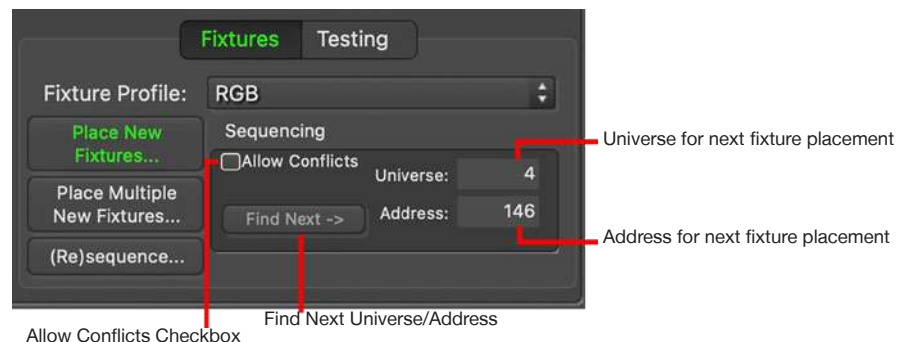 Fixtures Testing
Fixture Profile: RGB
Place New
Fixtures...
Sequencing
Allow Conflicts
Universe: 4
Universe for next fixture placement
Place Multiple
New Fixtures...
Find Next ->
Address: 146
Address for next fixture placement
(Re)sequence...
Find Next Universe/Address
Allow Conflicts Checkbox